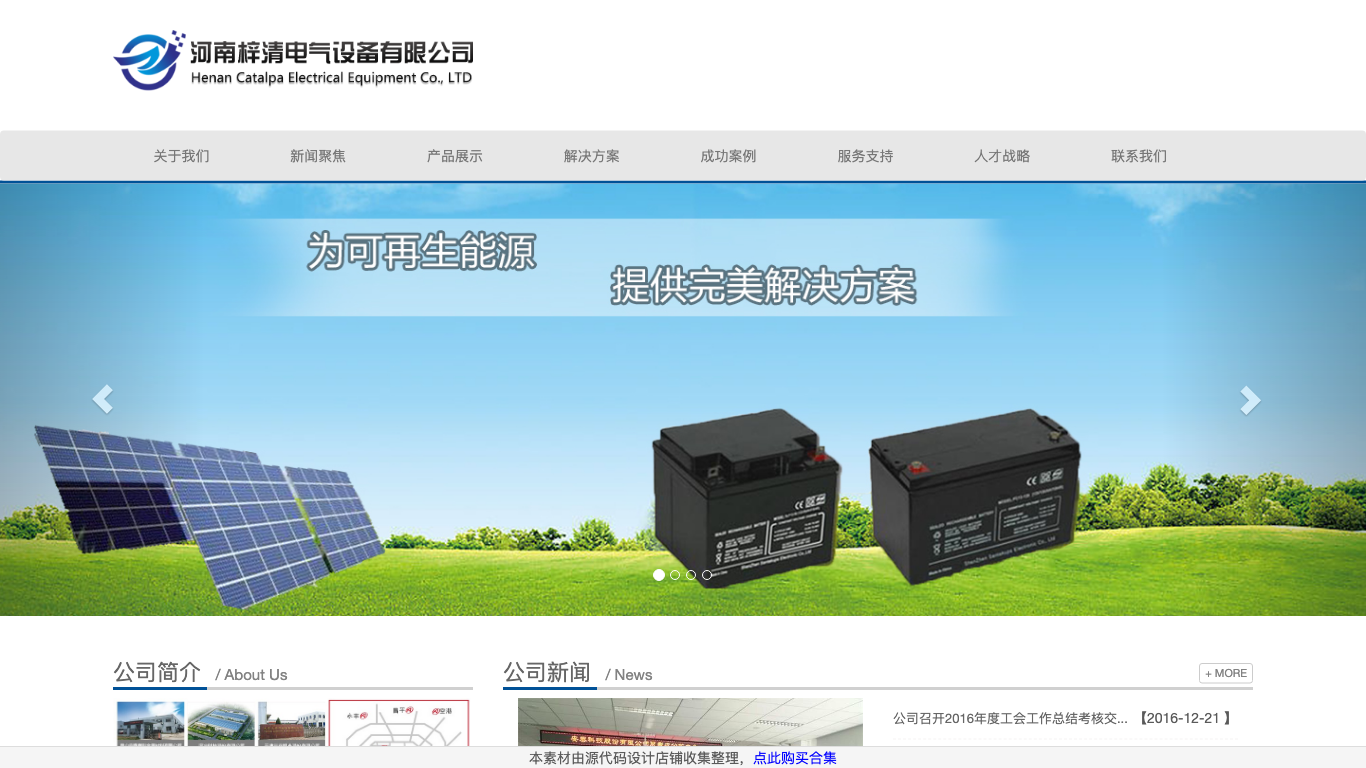 河南梓清电气设备有限公司
Henan Catalpa Electrical Equipment Co., LTD
关于我们 新闻聚焦 产品展示 解决方案 成功案例 服务支持 人才战略 联系我们
为可再生能源
提供完美解决方案
公司简介 / About Us
公司新闻 / News
+ MORE
永丰
昌平
空港
公司召开2016年度工会工作总结考核交... 【2016-12-21 】
本素材由源代码设计店铺收集整理，点此购买合集